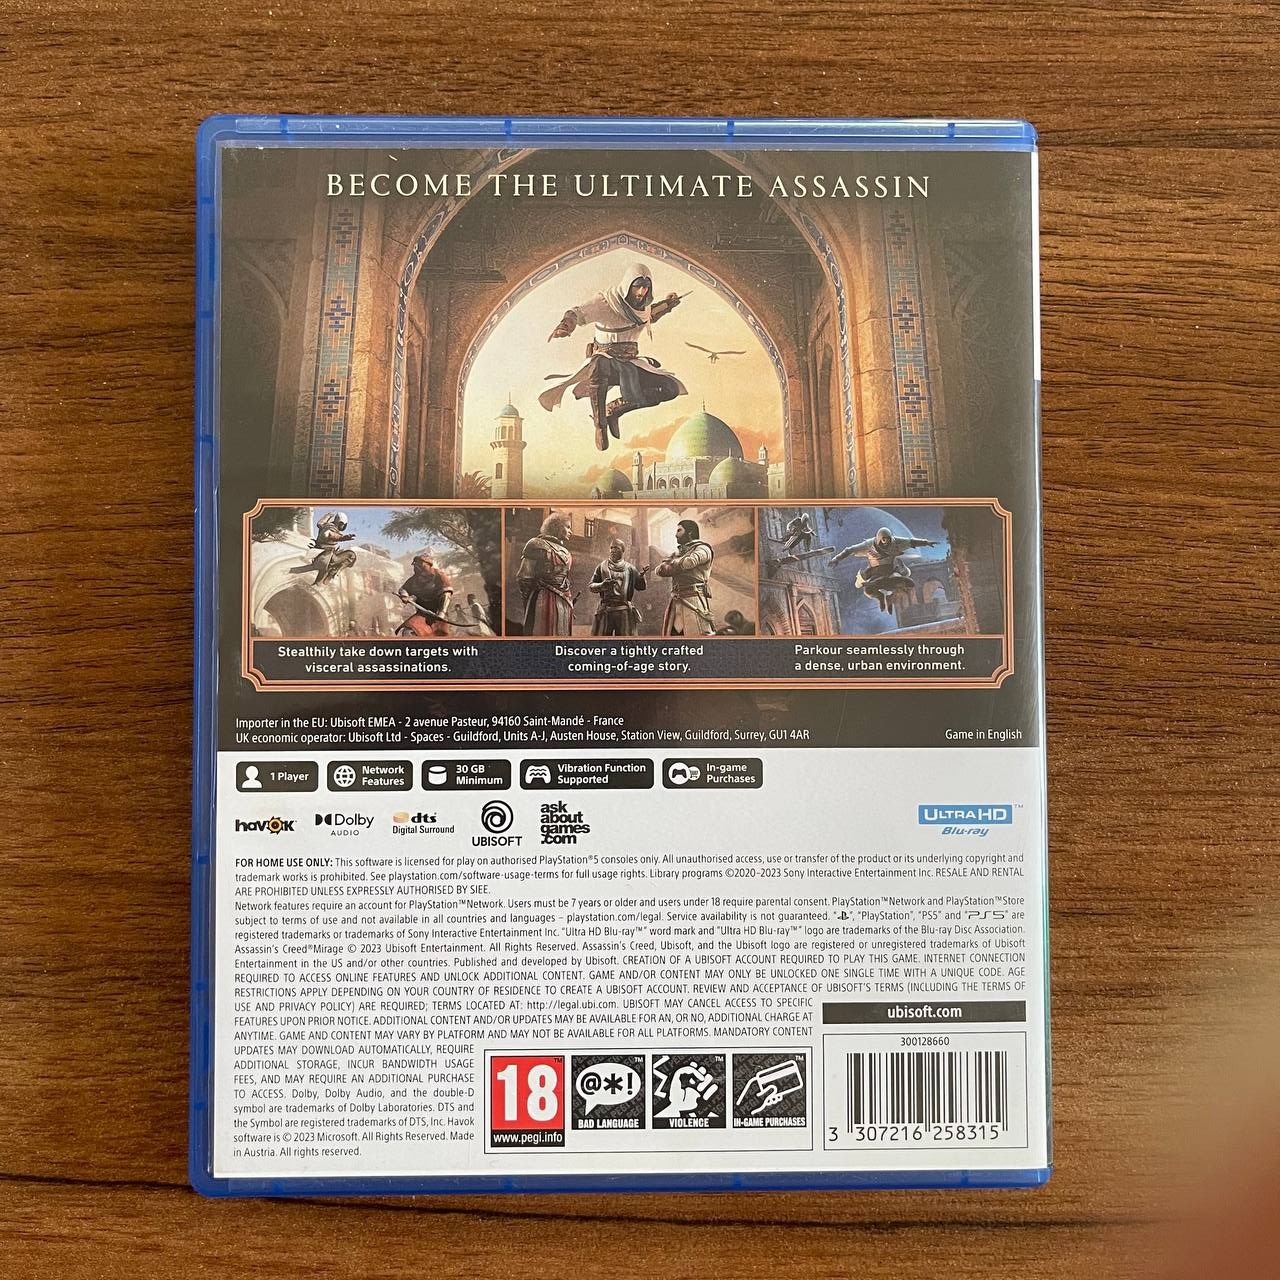 BECOME THE ULTIMATE ASSASSIN
Stealthily take down targets with
visceral assassinations.
Discover a tightly crafted
coming-of-age story.
Parkour seamlessly through
a dense, urban environment.
Importer in the EU: Ubisoft EMEA - 2 avenue Pasteur, 94160 Saint-Mandé - France
UK economic operator: Ubisoft Ltd - Spaces - Guildford, Units A-J, Austen House, Station View, Guildford, Surrey, GU1 4AR
Game in English
1 Player
Network
Features
30 GB
Minimum
Vibration Function
Supported
In-game
Purchases
havok
Dolby
AUDIO
dts
Digital Surround
UBISOFT
ask
about
games
.com
ULTRA HD™
Blu-ray
FOR HOME USE ONLY: This software is licensed for play on authorised PlayStation®5 consoles only. All unauthorised access, use or transfer of the product or its underlying copyright and
trademark works is prohibited. See playstation.com/software-usage-terms for full usage rights. Library programs ©2020-2023 Sony Interactive Entertainment Inc. RESALE AND RENTAL
ARE PROHIBITED UNLESS EXPRESSLY AUTHORISED BY SIEE.
Network features require an account for PlayStation™Network. Users must be 7 years or older and users under 18 require parental consent. PlayStation™Network and PlayStation™Store
subject to terms of use and not available in all countries and languages – playstation.com/legal. Service availability is not guaranteed. "PS", "PlayStation", "PS5" and "PS5" are
registered trademarks or trademarks of Sony Interactive Entertainment Inc. "Ultra HD Blu-ray™" word mark and "Ultra HD Blu-ray™" logo are trademarks of the Blu-ray Disc Association.
Assassin's Creed®Mirage © 2023 Ubisoft Entertainment. All Rights Reserved. Assassin's Creed, Ubisoft, and the Ubisoft logo are registered or unregistered trademarks of Ubisoft
Entertainment in the US and/or other countries. Published and developed by Ubisoft. CREATION OF A UBISOFT ACCOUNT REQUIRED TO PLAY THIS GAME. INTERNET CONNECTION
REQUIRED TO ACCESS ONLINE FEATURES AND UNLOCK ADDITIONAL CONTENT. GAME AND/OR CONTENT MAY ONLY BE UNLOCKED ONE SINGLE TIME WITH A UNIQUE CODE. AGE
RESTRICTIONS APPLY DEPENDING ON YOUR COUNTRY OF RESIDENCE TO CREATE A UBISOFT ACCOUNT. REVIEW AND ACCEPTANCE OF UBISOFT'S TERMS (INCLUDING THE TERMS OF
USE AND PRIVACY POLICY) ARE REQUIRED; TERMS LOCATED AT: http://legal.ubi.com. UBISOFT MAY CANCEL ACCESS TO SPECIFIC
FEATURES UPON PRIOR NOTICE. ADDITIONAL CONTENT AND/OR UPDATES MAY BE AVAILABLE FOR AN, OR NO, ADDITIONAL CHARGE AT
ANYTIME. GAME AND CONTENT MAY VARY BY PLATFORM AND MAY NOT BE AVAILABLE FOR ALL PLATFORMS. MANDATORY CONTENT
UPDATES MAY DOWNLOAD AUTOMATICALLY, REQUIRE
ADDITIONAL STORAGE, INCUR BANDWIDTH USAGE
FEES, AND MAY REQUIRE AN ADDITIONAL PURCHASE
TO ACCESS. Dolby, Dolby Audio, and the double-D
symbol are trademarks of Dolby Laboratories. DTS and
the Symbol are registered trademarks of DTS, Inc. Havok
software is © 2023 Microsoft. All Rights Reserved. Made
in Austria. All rights reserved.
18™
www.pegi.info
@*!™
BAD LANGUAGE
™
VIOLENCE
™
IN-GAME PURCHASES
ubisoft.com
300128660
3 307216 258315